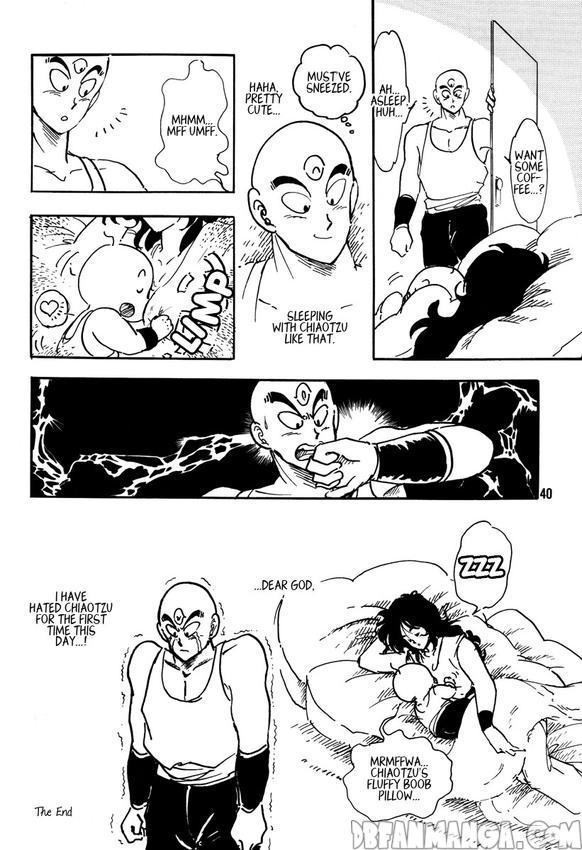 WANT
SOME
COF-
FEE...?
AH...
ASLEEP
HUH...
MUST'VE
SNEEZED.
HAHA.
PRETTY
CUTE...
SLEEPING
WITH CHIAOTZU
LIKE THAT.
MHMM...
MFF UMFF.
LIMP
40
ZZZ
MRMFFWA...
CHIAOTZU'S
FLUFFY BOOB
PILLOW...
...DEAR GOD.
I HAVE
HATED CHIAOTZU
FOR THE FIRST
TIME THIS
DAY...!
The End
DBFANMANGA.COM